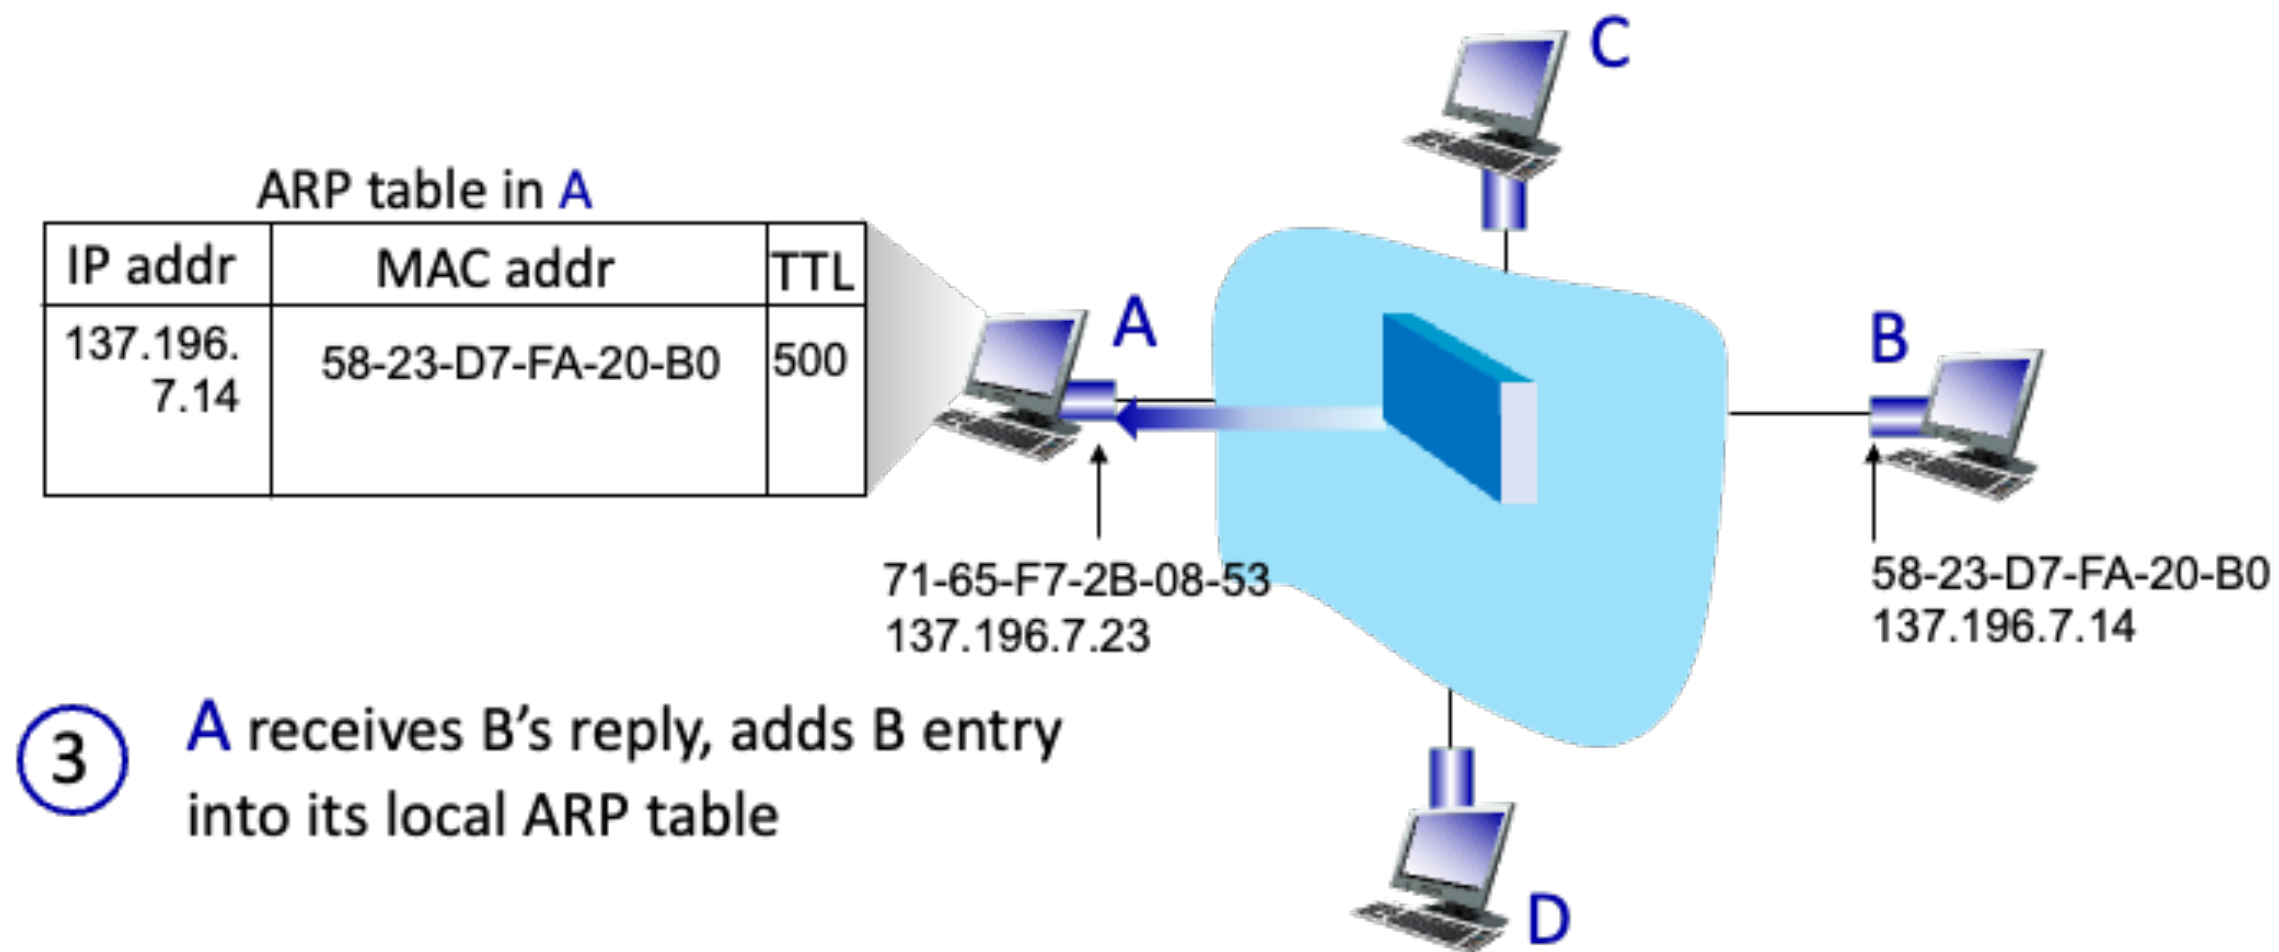 C
ARP table in A
IP addr MAC addr TTL
137.196.
7.14
58-23-D7-FA-20-B0
500
A
B
71-65-F7-2B-08-53
137.196.7.23
58-23-D7-FA-20-B0
137.196.7.14
3
A receives B’s reply, adds B entry
into its local ARP table
D